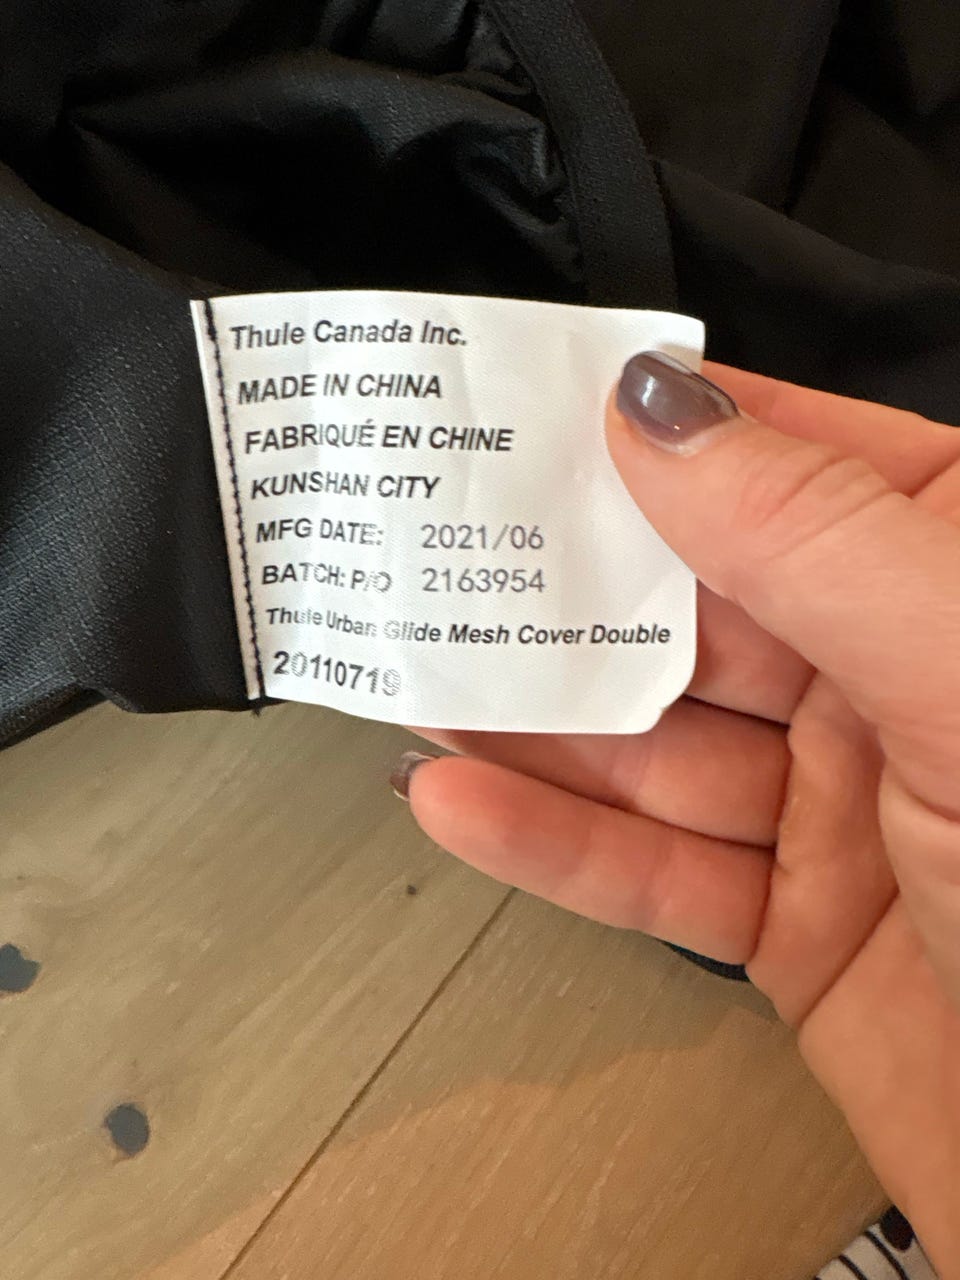 Thule Canada Inc.
MADE IN CHINA
FABRIQUÉ EN CHINE
KUNSHAN CITY
MFG DATE: 2021/06
BATCH: P/O 2163954
Thule Urban Glide Mesh Cover Double
20110719